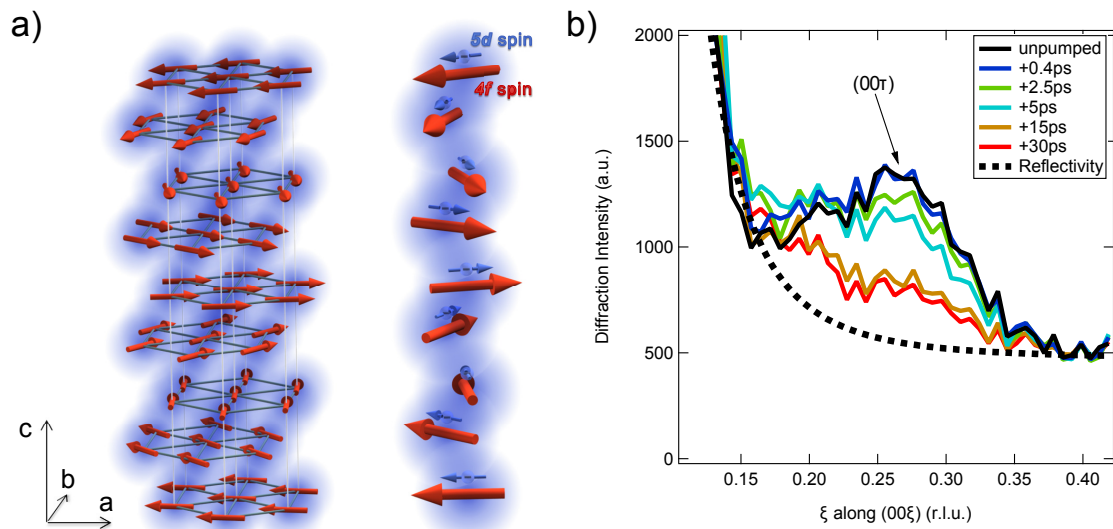 a)
5d spin
4f spin
c
b
a
b)
2000
1500
1000
500
0
Diffraction Intensity (a.u.)
0.15
0.20
0.25
0.30
0.35
0.40
ξ along (00ξ) (r.l.u.)
(00τ)
unpumped
+0.4ps
+2.5ps
+5ps
+15ps
+30ps
Reflectivity